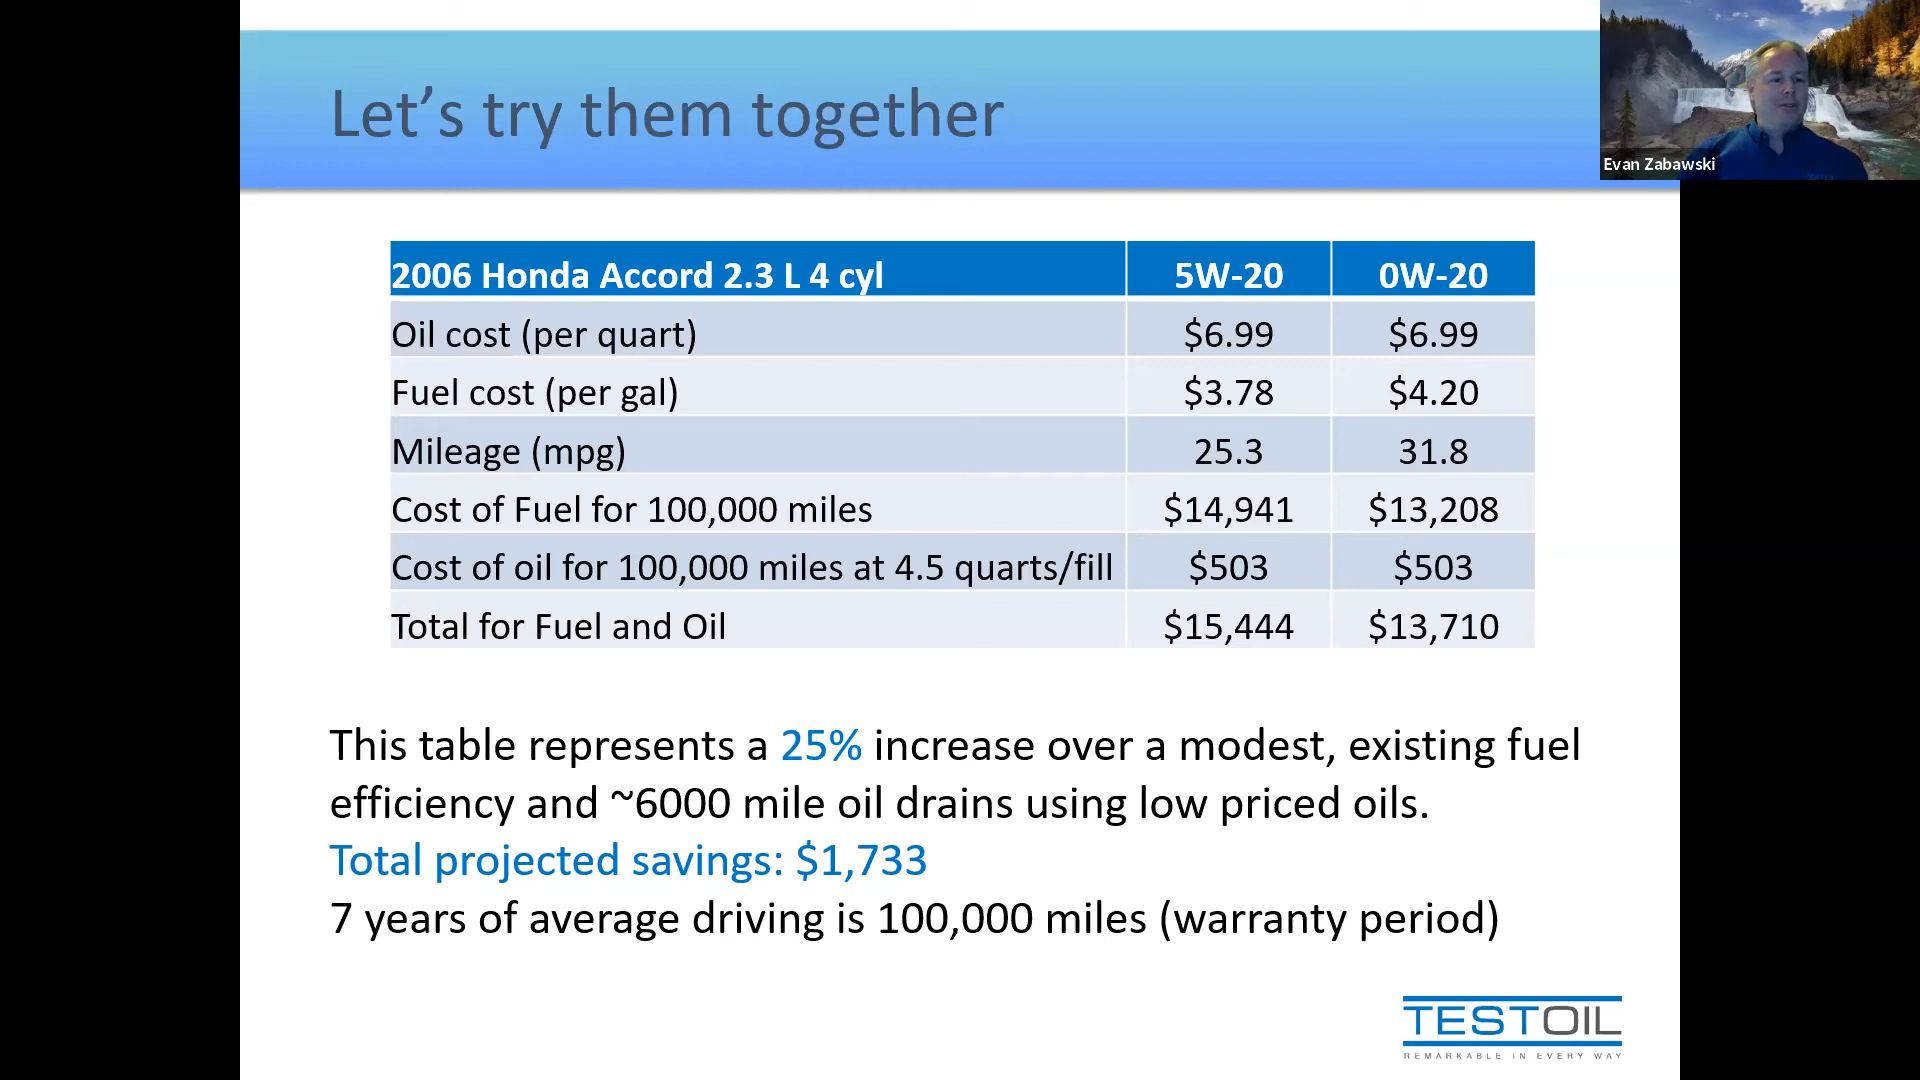 Let’s try them together
Evan Zabawski
2006 Honda Accord 2.3 L 4 cyl 5W-20 0W-20
Oil cost (per quart) $6.99 $6.99
Fuel cost (per gal) $3.78 $4.20
Mileage (mpg) 25.3 31.8
Cost of Fuel for 100,000 miles $14,941 $13,208
Cost of oil for 100,000 miles at 4.5 quarts/fill $503 $503
Total for Fuel and Oil $15,444 $13,710
This table represents a 25% increase over a modest, existing fuel
efficiency and ~6000 mile oil drains using low priced oils.
Total projected savings: $1,733
7 years of average driving is 100,000 miles (warranty period)
TESTOIL
REMARKABLE IN EVERY WAY